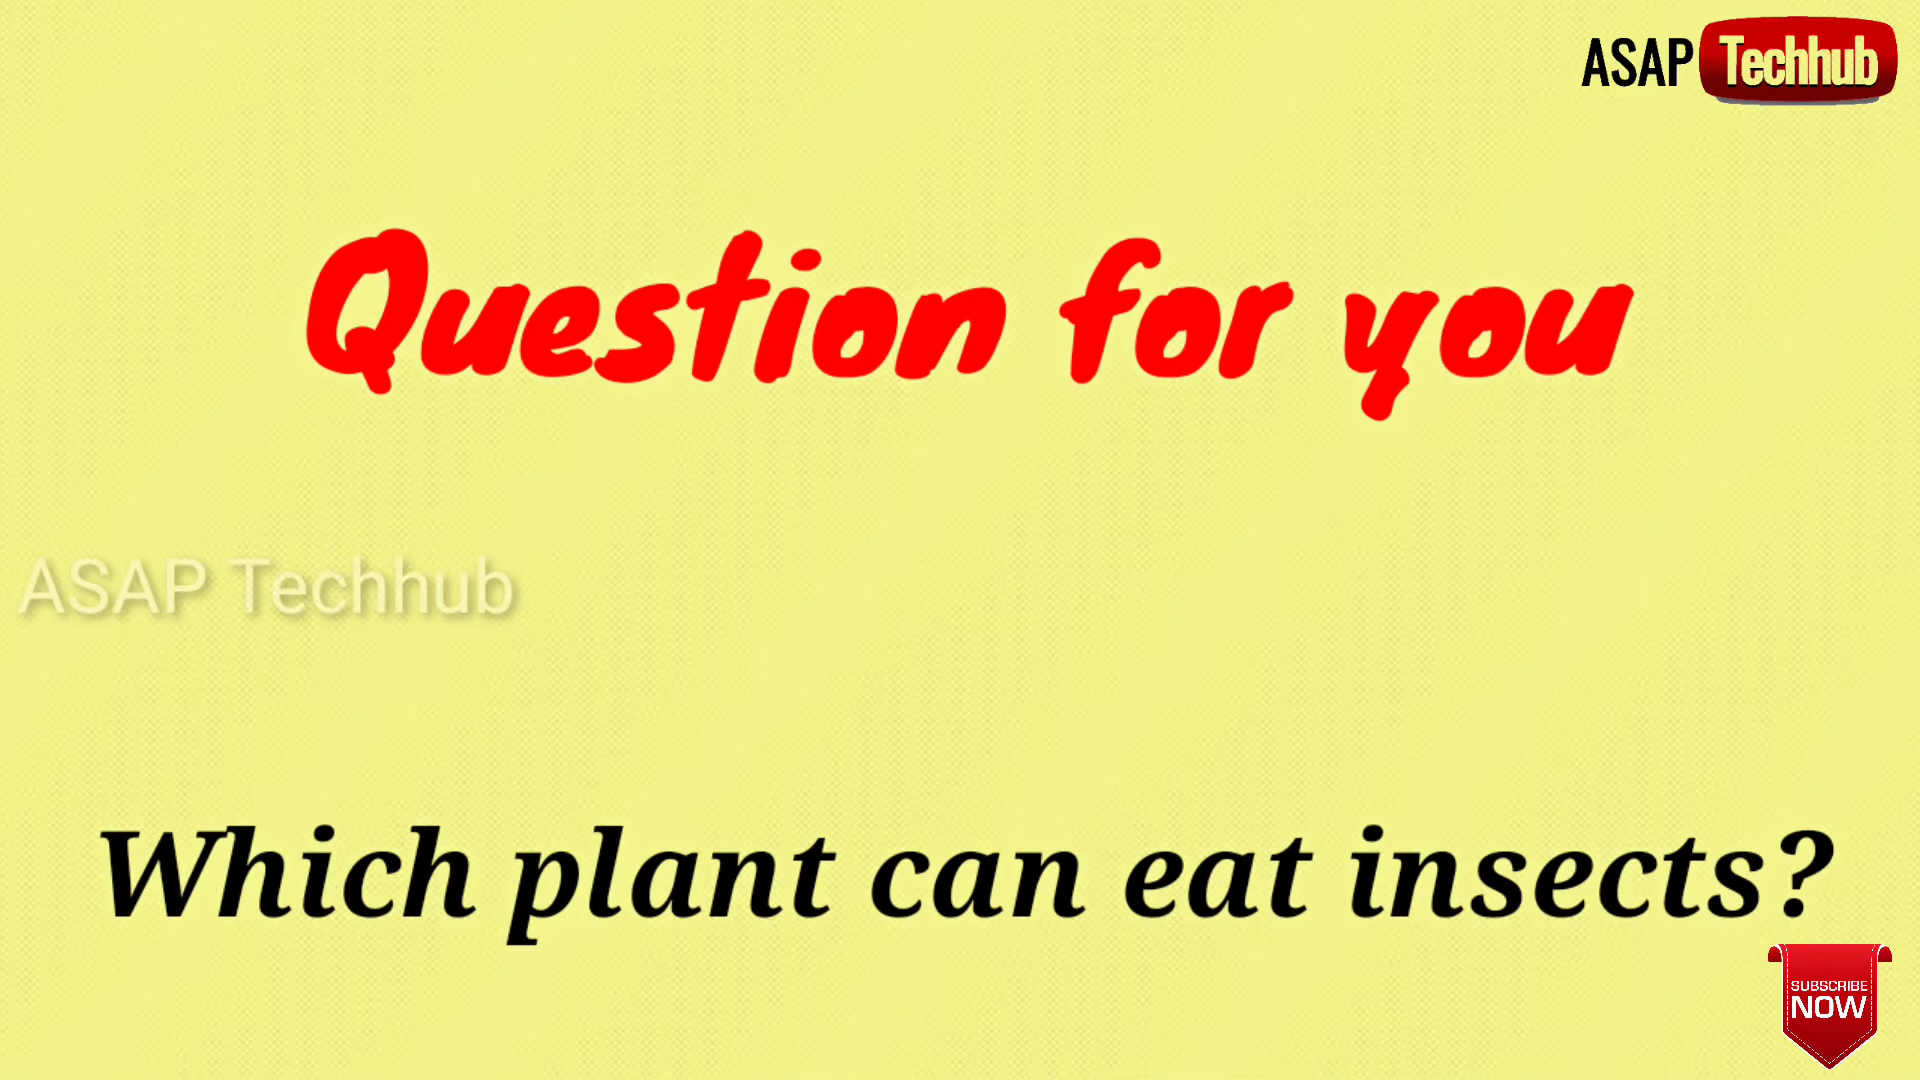 ASAP Techhub
Question for you
ASAP Techhub
Which plant can eat insects?
SUBSCRIBE
NOW